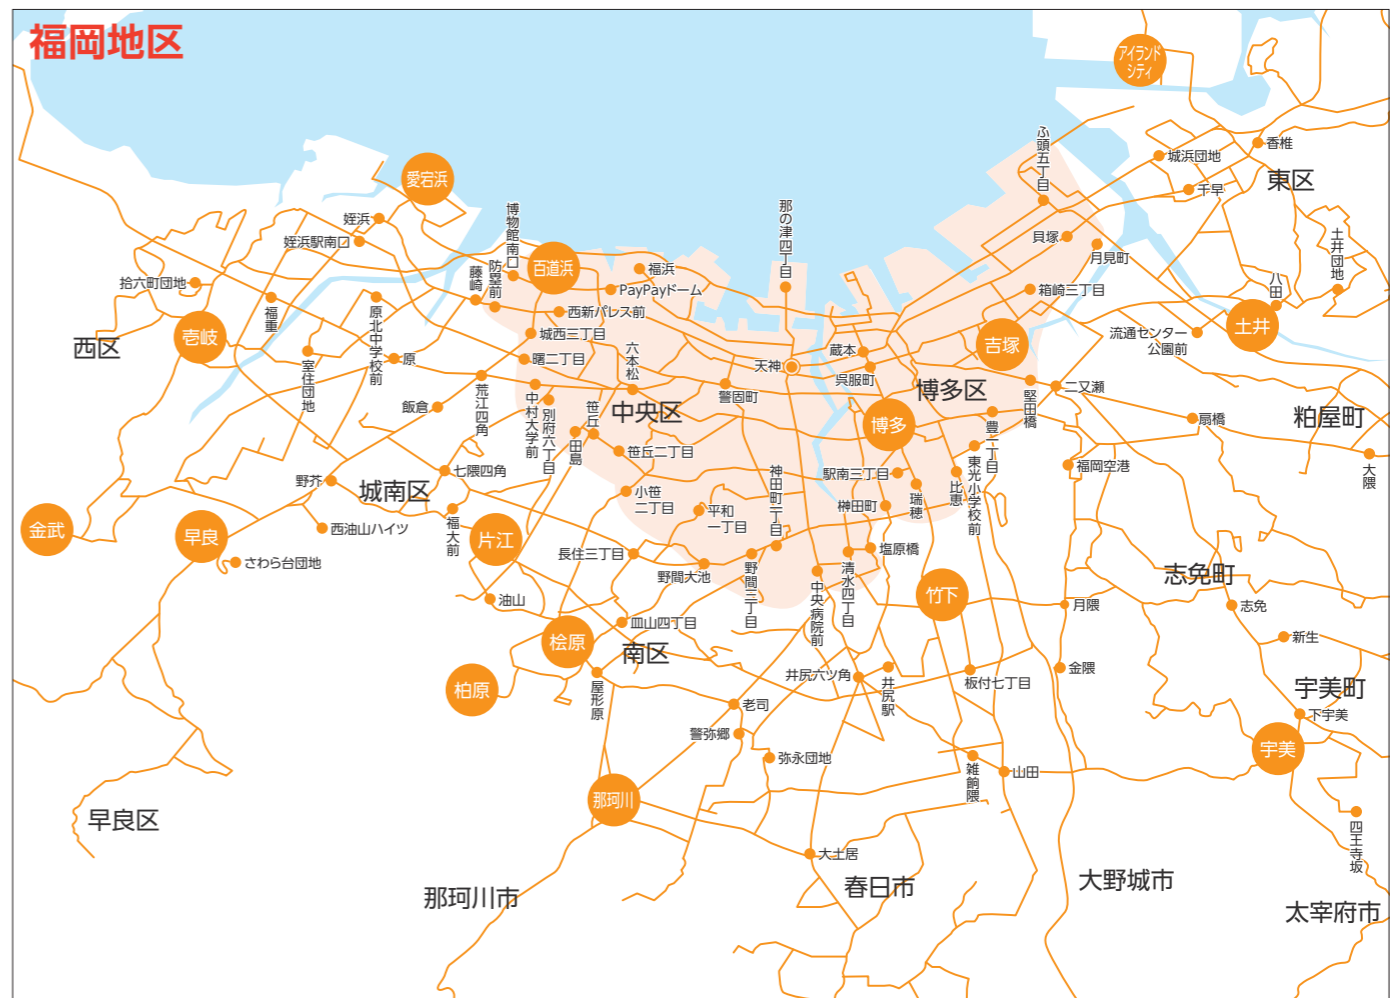 福岡地区
アイランド
シティ
ふ頭五丁目
香椎
城浜団地
東区
千早
愛宕浜
姪浜
博物館南口
那の津四丁目
貝塚
月見町
土井団地
姪浜駅南口
防塁前
藤崎
百道浜
福浜
八田
拾六町団地
PayPayドーム
箱崎三丁目
福重
原北中学校前
西新パレス前
土井
流通センター
公園前
西区
壱岐
室住団地
原
城西三丁目
六本松
曙二丁目
天神
蔵本
呉服町
吉塚
博多区
堅田橋
二又瀬
荒江四角
飯倉
中村大学前
別府六丁目
笹丘
田島
中央区
警固町
博多
豊一丁目
扇橋
粕屋町
大隈
笹丘二丁目
神田町一丁目
駅南三丁目
瑞穂
比恵
東光小学校前
福岡空港
七隈四角
野芥
城南区
小笹
二丁目
平和
一丁目
榊田町
金武
早良
西油山ハイツ
福大前
片江
さわら台団地
長住三丁目
野間大池
野間三丁目
中央病院前
清水四丁目
塩原橋
竹下
志免町
油山
月隈
志免
桧原
皿山四丁目
南区
新生
柏原
屋形原
井尻六ツ角
井尻駅
板付七丁目
金隈
宇美町
老司
下宇美
警弥郷
弥永団地
雑餉隈
山田
宇美
早良区
那珂川
四王寺坂
大土居
那珂川市
春日市
大野城市
太宰府市